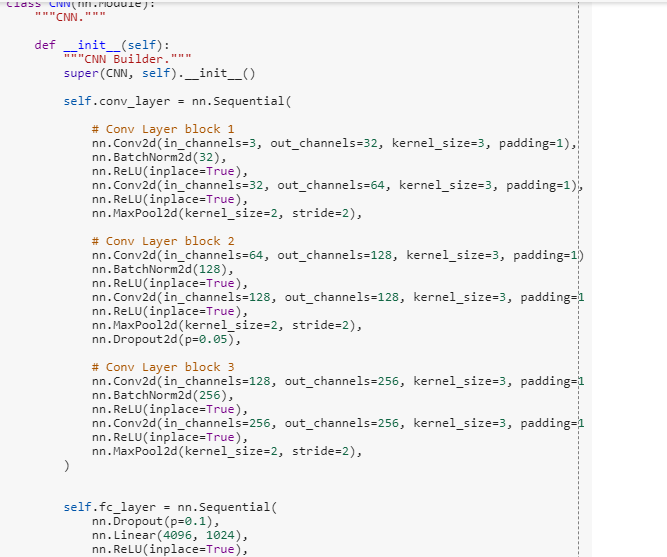 class CNN(nn.Module):
    """CNN."""

    def __init__(self):
        """CNN Builder."""
        super(CNN, self).__init__()

        self.conv_layer = nn.Sequential(

            # Conv Layer block 1
            nn.Conv2d(in_channels=3, out_channels=32, kernel_size=3, padding=1),
            nn.BatchNorm2d(32),
            nn.ReLU(inplace=True),
            nn.Conv2d(in_channels=32, out_channels=64, kernel_size=3, padding=1),
            nn.ReLU(inplace=True),
            nn.MaxPool2d(kernel_size=2, stride=2),

            # Conv Layer block 2
            nn.Conv2d(in_channels=64, out_channels=128, kernel_size=3, padding=1)
            nn.BatchNorm2d(128),
            nn.ReLU(inplace=True),
            nn.Conv2d(in_channels=128, out_channels=128, kernel_size=3, padding=1
            nn.ReLU(inplace=True),
            nn.MaxPool2d(kernel_size=2, stride=2),
            nn.Dropout2d(p=0.05),

            # Conv Layer block 3
            nn.Conv2d(in_channels=128, out_channels=256, kernel_size=3, padding=1
            nn.BatchNorm2d(256),
            nn.ReLU(inplace=True),
            nn.Conv2d(in_channels=256, out_channels=256, kernel_size=3, padding=1
            nn.ReLU(inplace=True),
            nn.MaxPool2d(kernel_size=2, stride=2),
        )

        self.fc_layer = nn.Sequential(
            nn.Dropout(p=0.1),
            nn.Linear(4096, 1024),
            nn.ReLU(inplace=True),